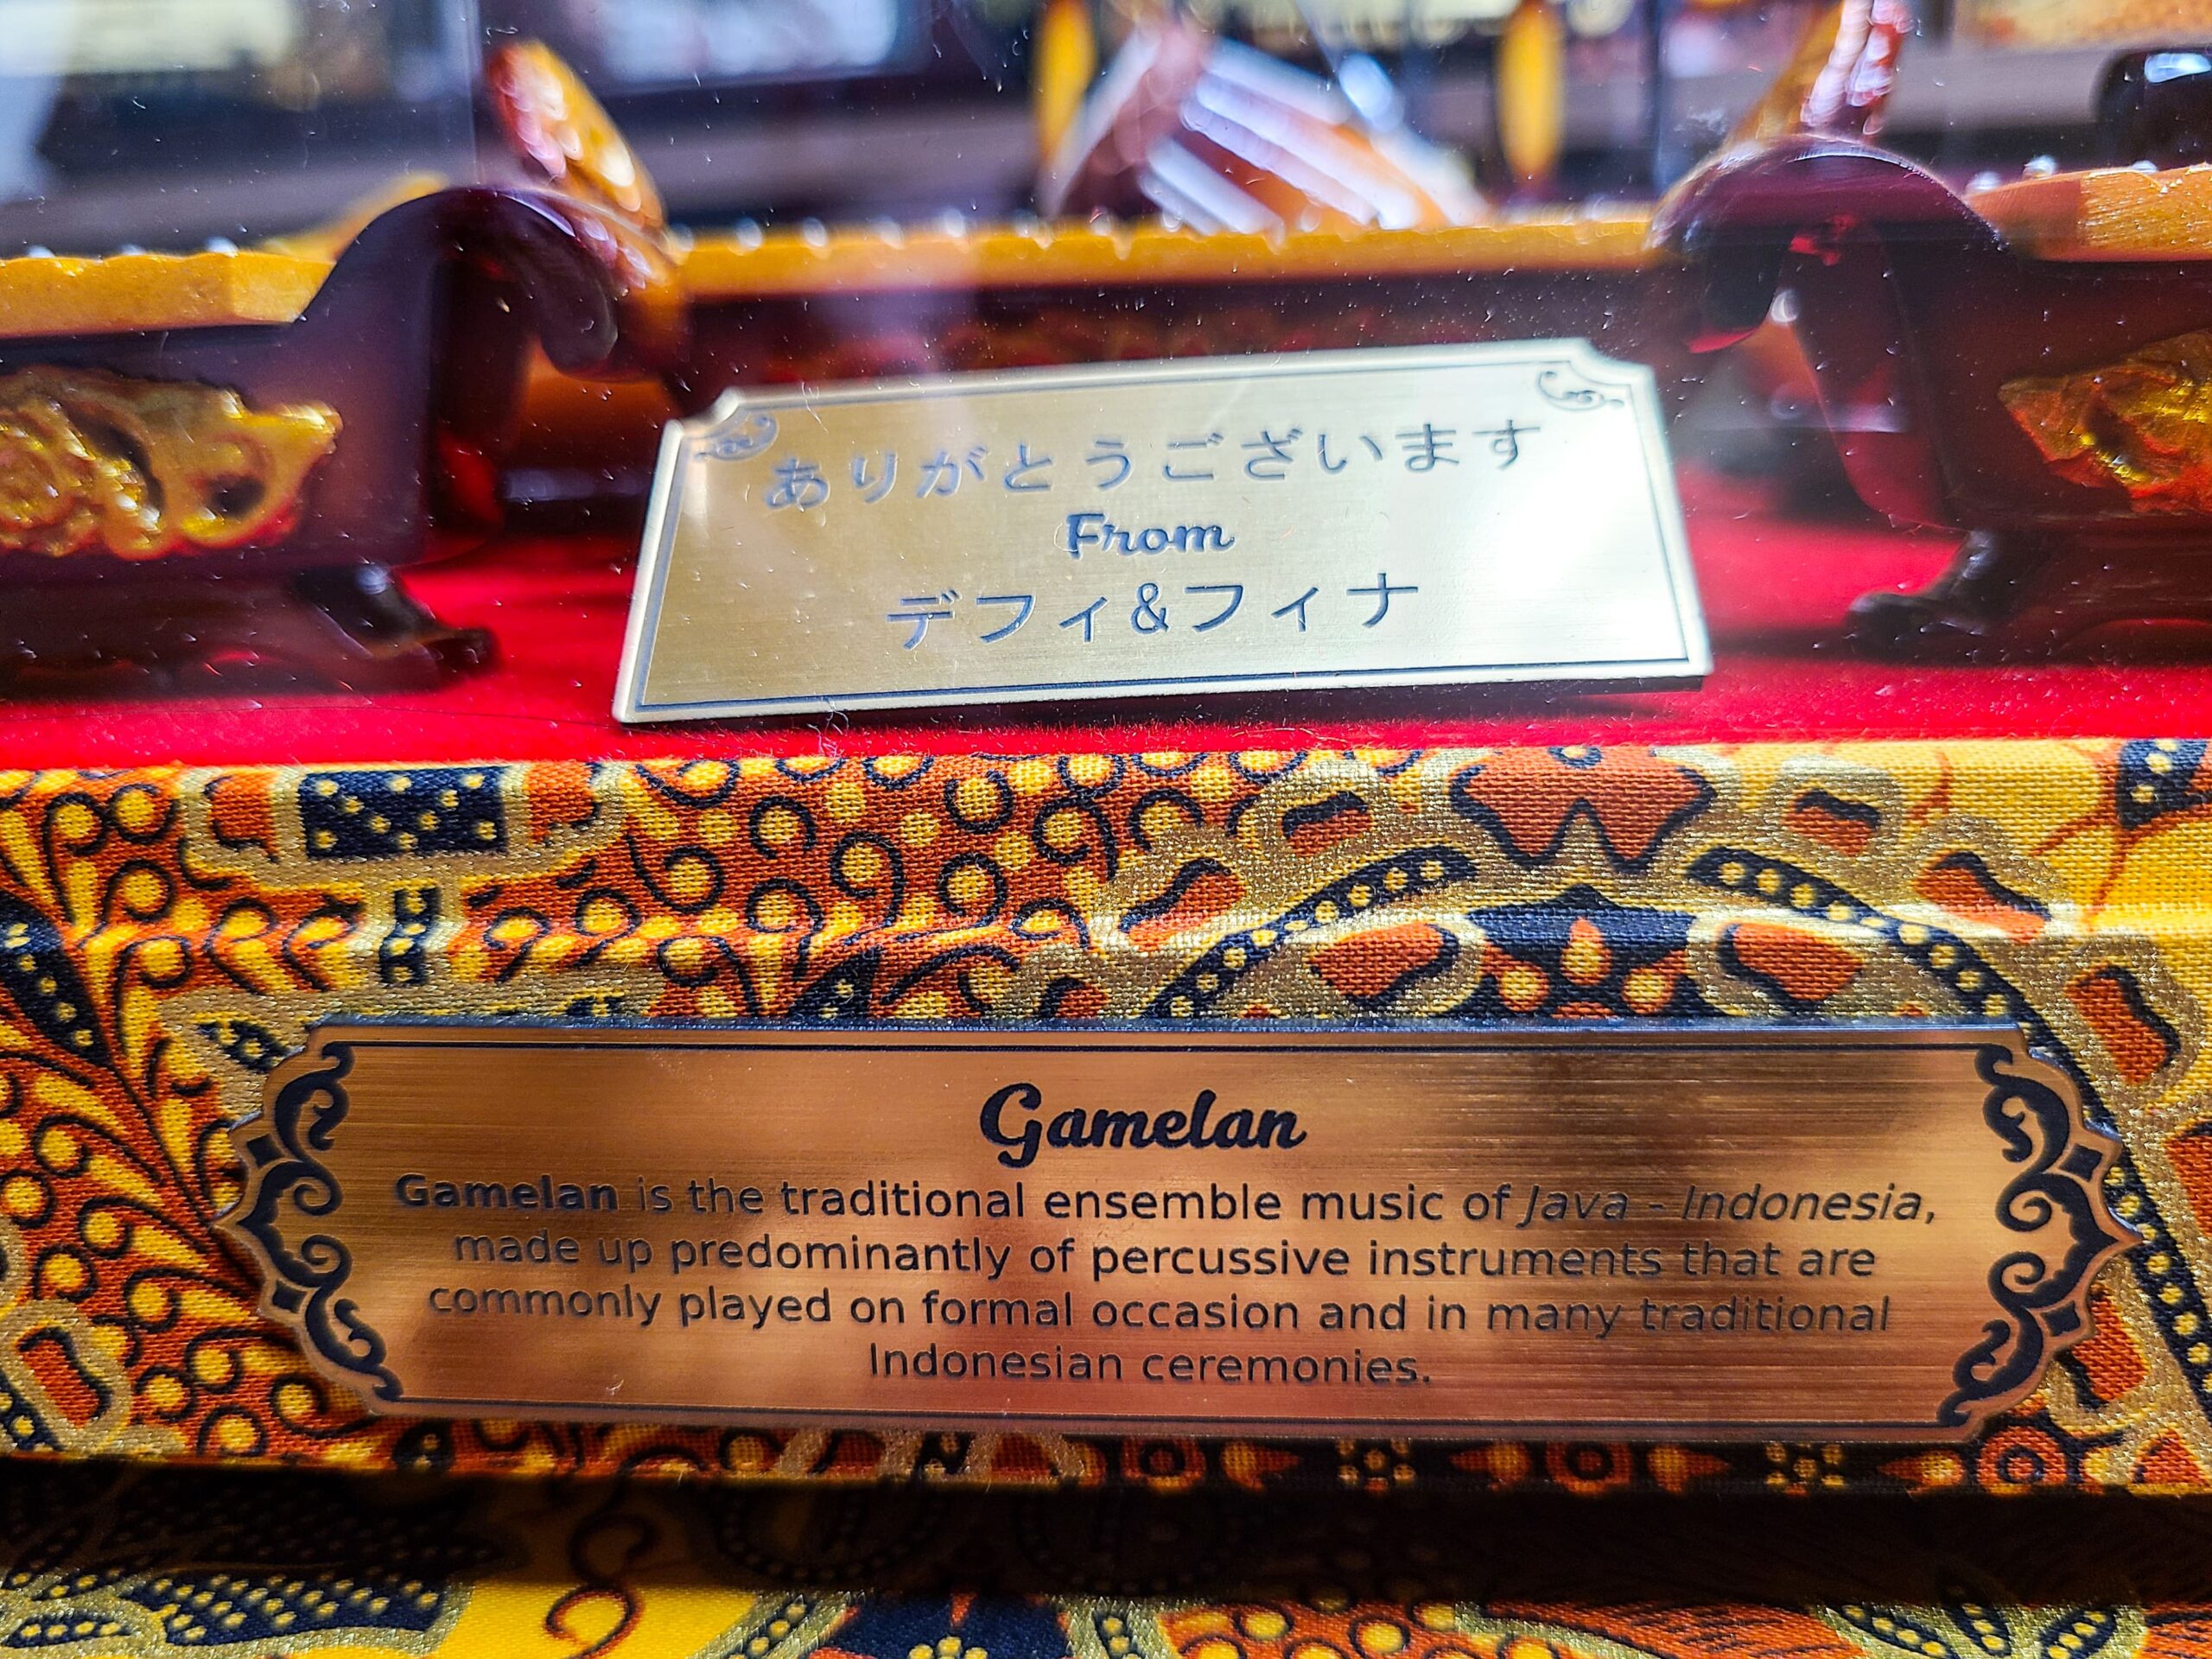 ありがとうございます
From
デフィ&フィナ
Gamelan
Gamelan is the traditional ensemble music of Java - Indonesia,
made up predominantly of percussive instruments that are
commonly played on formal occasion and in many traditional
Indonesian ceremonies.